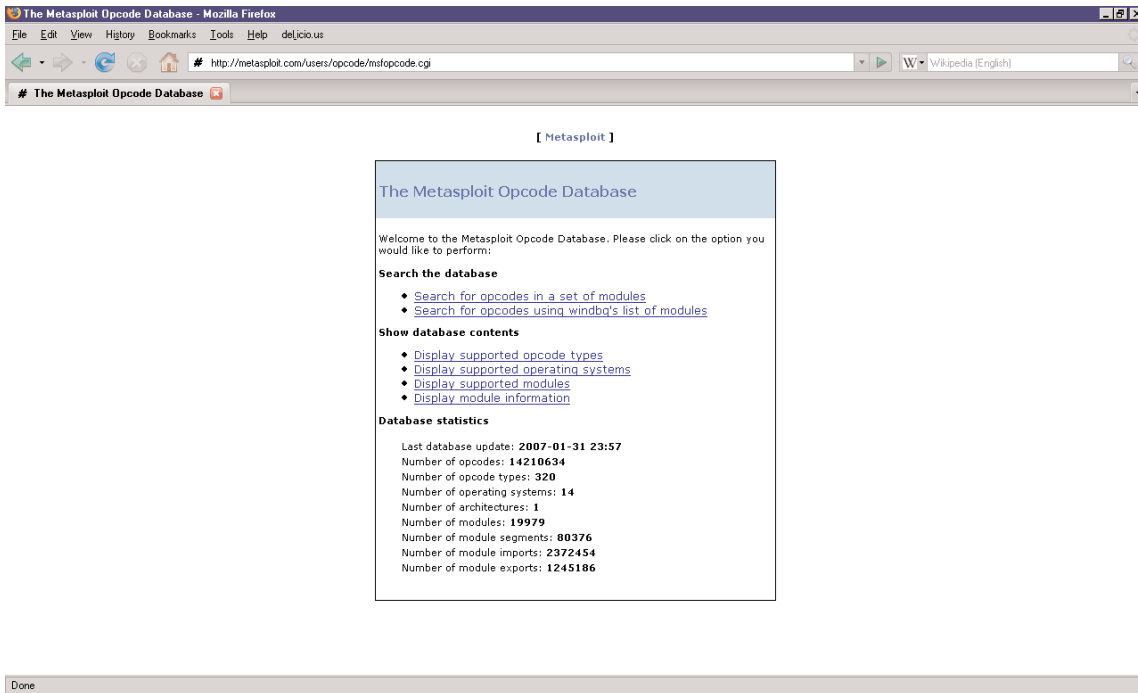 The Metasploit Opcode Database - Mozilla Firefox
File Edit View History Bookmarks Tools Help del.icio.us
# http://metasploit.com/users/opcode/msfopcode.cgi W Wikipedia (English)
# The Metasploit Opcode Database
[ Metasploit ]
The Metasploit Opcode Database
Welcome to the Metasploit Opcode Database. Please click on the option you
would like to perform:
Search the database
Search for opcodes in a set of modules
Search for opcodes using windbg's list of modules
Show database contents
Display supported opcode types
Display supported operating systems
Display supported modules
Display module information
Database statistics
Last database update: 2007-01-31 23:57
Number of opcodes: 14210634
Number of opcode types: 320
Number of operating systems: 14
Number of architectures: 1
Number of modules: 19979
Number of module segments: 80376
Number of module imports: 2372454
Number of module exports: 1245186
Done